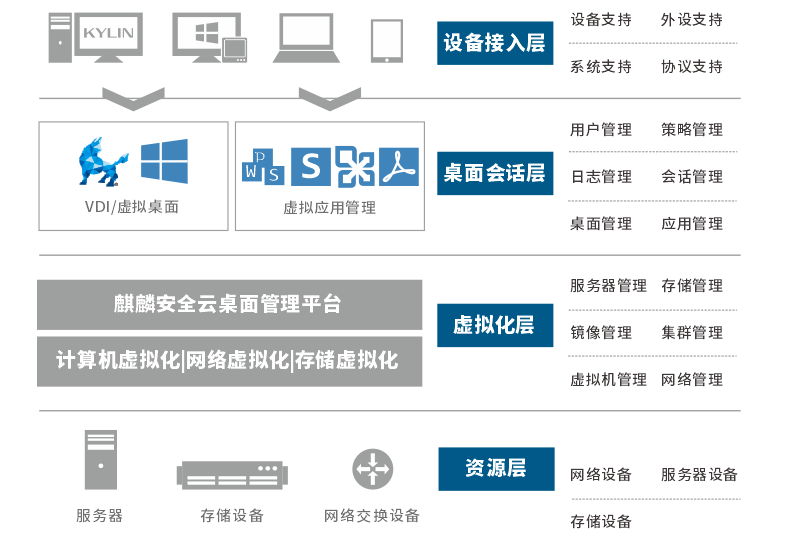 KYLIN
设备接入层
设备支持 外设支持
系统支持 协议支持
VDI/虚拟桌面
P
W I S
S
虚拟应用管理
桌面会话层
用户管理 策略管理
日志管理 会话管理
桌面管理 应用管理
麒麟安全云桌面管理平台
计算机虚拟化|网络虚拟化|存储虚拟化
虚拟化层
服务器管理 存储管理
镜像管理 集群管理
虚拟机管理 网络管理
服务器
存储设备
网络交换设备
资源层
网络设备 服务器设备
存储设备